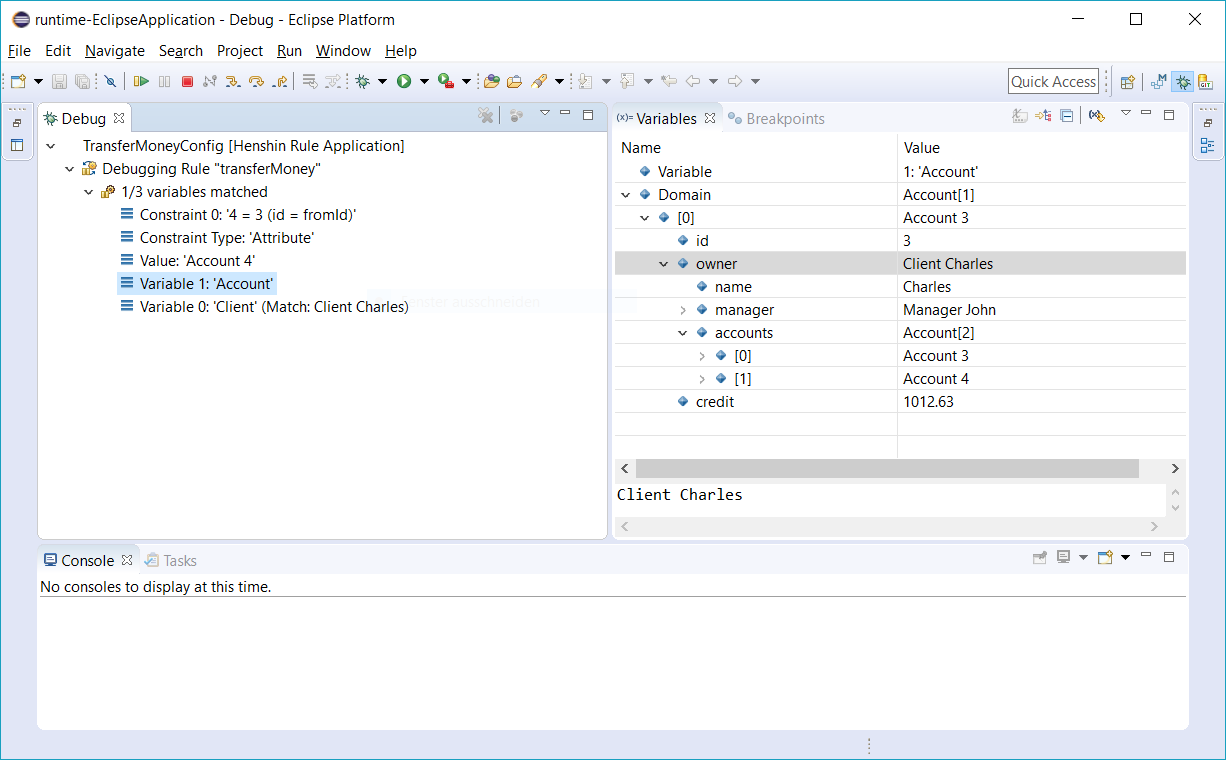 runtime-EclipseApplication - Debug - Eclipse Platform
File Edit Navigate Search Project Run Window Help
Quick Access
Debug
TransferMoneyConfig [Henshin Rule Application]
Debugging Rule "transferMoney"
1/3 variables matched
Constraint 0: '4 = 3 (id = fromId)'
Constraint Type: 'Attribute'
Value: 'Account 4'
Variable 1: 'Account'
Variable 0: 'Client' (Match: Client Charles)
(x)= Variables Breakpoints
Name Value
Variable 1: 'Account'
Domain Account[1]
[0] Account 3
id 3
owner Client Charles
name Charles
manager Manager John
accounts Account[2]
[0] Account 3
[1] Account 4
credit 1012.63
Client Charles
Console Tasks
No consoles to display at this time.